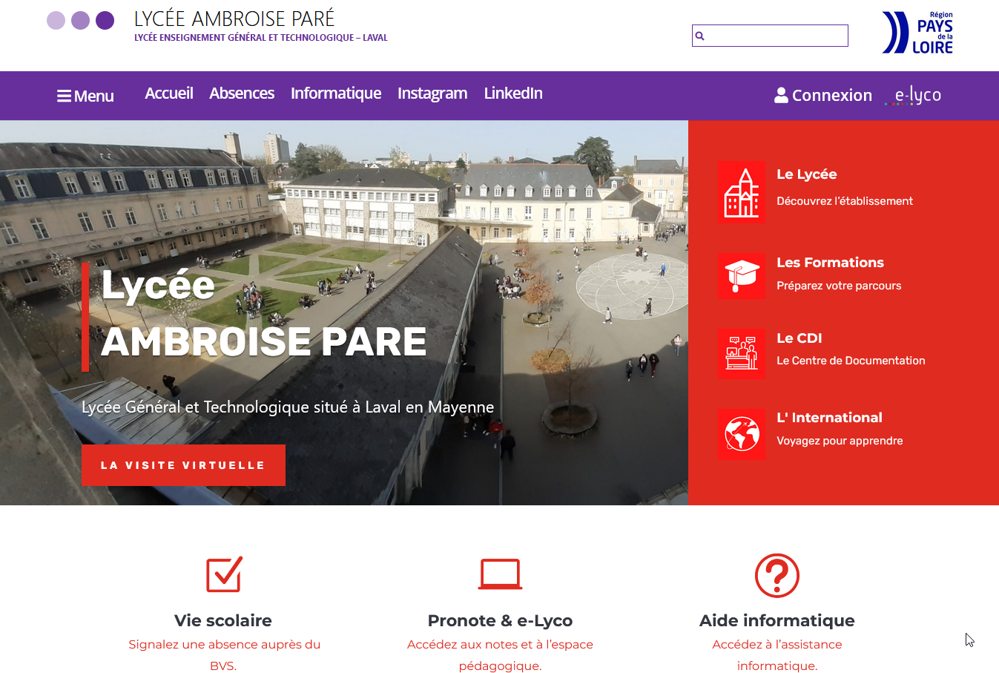 LYCÉE AMBROISE PARÉ
LYCÉE ENSEIGNEMENT GÉNÉRAL ET TECHNOLOGIQUE – LAVAL
Région
PAYS
de la
LOIRE
Menu
Accueil
Absences
Informatique
Instagram
LinkedIn
Connexion
e-lyco
Lycée
AMBROISE PARE
Lycée Général et Technologique situé à Laval en Mayenne
LA VISITE VIRTUELLE
Le Lycée
Découvrez l'établissement
Les Formations
Préparez votre parcours
Le CDI
Le Centre de Documentation
L' International
Voyagez pour apprendre
Vie scolaire
Signalez une absence auprès du
BVS.
Pronote & e-Lyco
Accédez aux notes et à l'espace
pédagogique.
Aide informatique
Accédez à l'assistance
informatique.